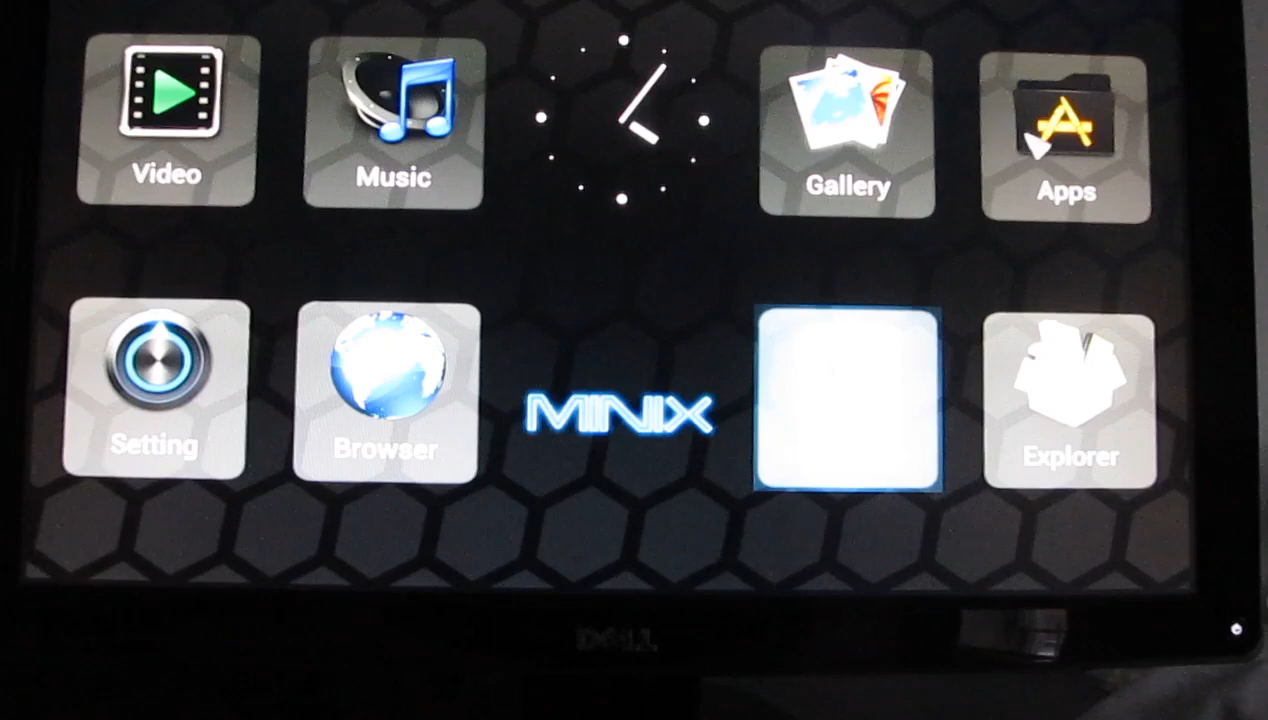 Video
Music
Gallery
Apps
Setting
Browser
MINIX
Explorer
DELL